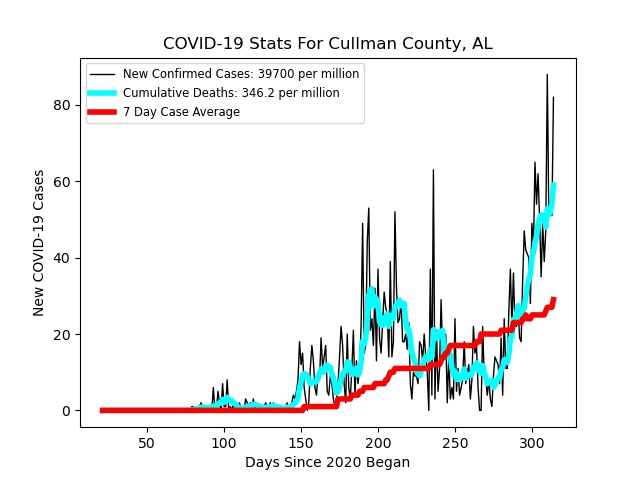 COVID-19 Stats For Cullman County, AL
New Confirmed Cases: 39700 per million
Cumulative Deaths: 346.2 per million
7 Day Case Average
New COVID-19 Cases
80
60
40
20
0
50 100 150 200 250 300
Days Since 2020 Began